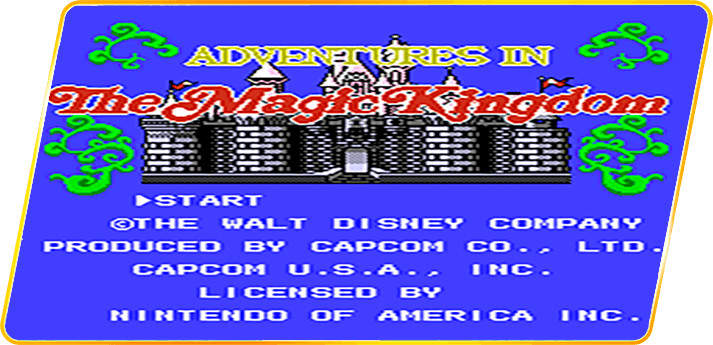 ADVENTURES IN
The Magic Kingdom
▶START
©THE WALT DISNEY COMPANY
PRODUCED BY CAPCOM CO., LTD.
CAPCOM U.S.A., INC.
LICENSED BY
NINTENDO OF AMERICA INC.